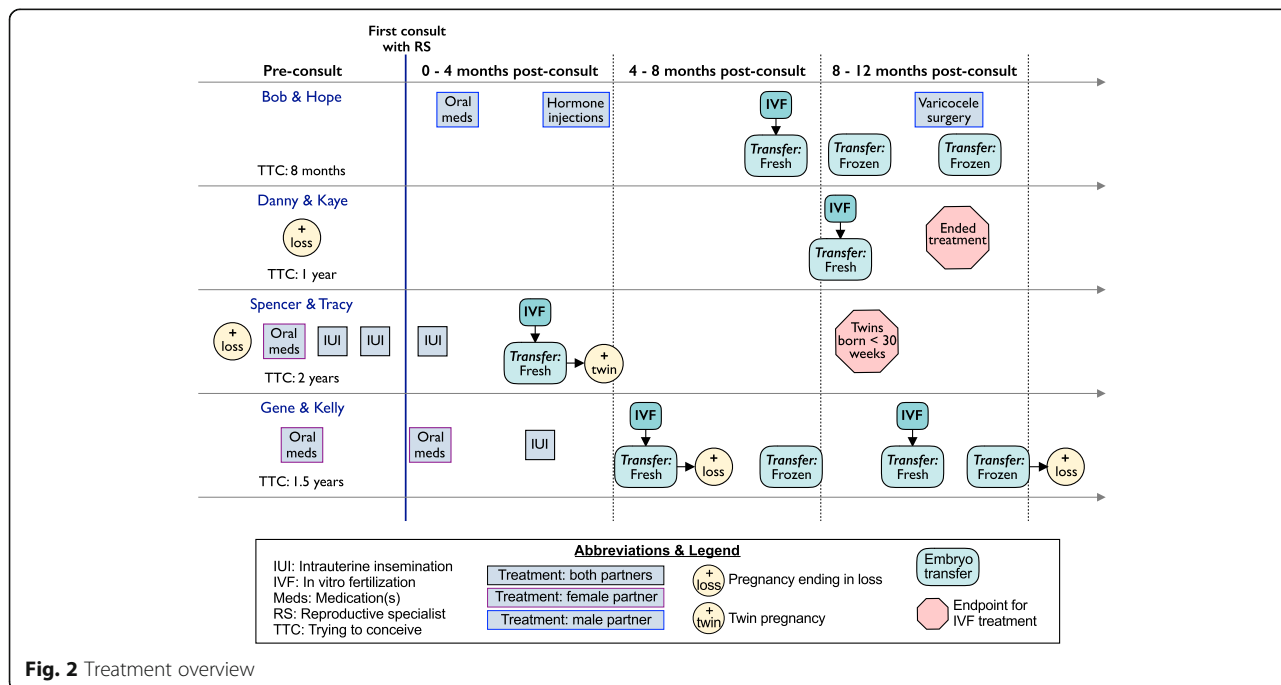 First consult
with RS
Pre-consult
0 - 4 months post-consult
4 - 8 months post-consult
8 - 12 months post-consult
Bob & Hope
Oral
meds
Hormone
injections
IVF
Transfer:
Fresh
Transfer:
Frozen
Varicocele
surgery
Transfer:
Frozen
TTC: 8 months
Danny & Kaye
+
loss
TTC: 1 year
IVF
Transfer:
Fresh
Ended
treatment
Spencer & Tracy
+
loss
Oral
meds
IUI
IUI
IUI
IVF
Transfer:
Fresh
+
twin
Twins
born < 30
weeks
TTC: 2 years
Gene & Kelly
Oral
meds
Oral
meds
IUI
IVF
Transfer:
Fresh
+
loss
Transfer:
Frozen
IVF
Transfer:
Fresh
Transfer:
Frozen
+
loss
TTC: 1.5 years
Abbreviations & Legend
IUI: Intrauterine insemination
IVF: In vitro fertilization
Meds: Medication(s)
RS: Reproductive specialist
TTC: Trying to conceive
Treatment: both partners
Treatment: female partner
Treatment: male partner
+
loss
Pregnancy ending in loss
+
twin
Twin pregnancy
Embryo
transfer
Endpoint for
IVF treatment
Fig. 2 Treatment overview